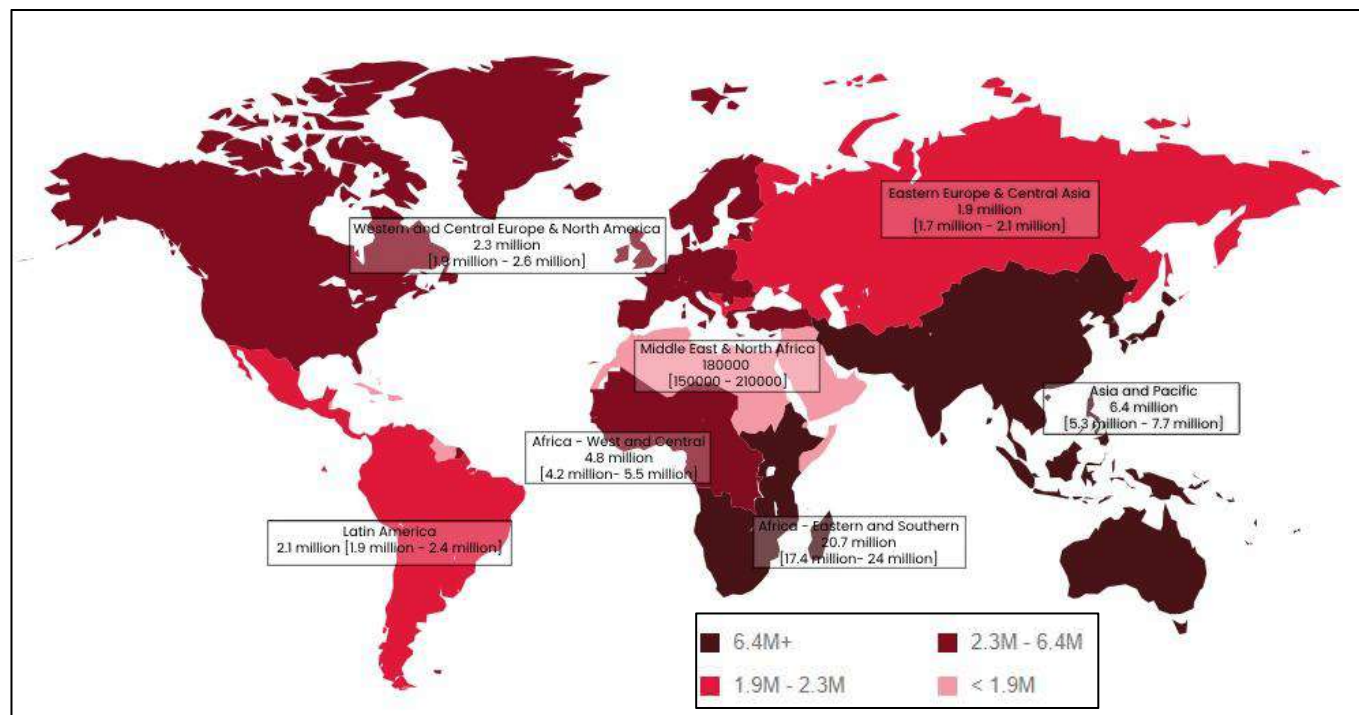 Eastern Europe & Central Asia
1.9 million
[1.7 million - 2.1 million]
Western and Central Europe & North America
2.3 million
[1.9 million - 2.6 million]
Middle East & North Africa
180000
[150000 - 210000]
Asia and Pacific
6.4 million
[5.3 million - 7.7 million]
Africa - West and Central
4.8 million
[4.2 million- 5.5 million]
Africa - Eastern and Southern
20.7 million
[17.4 million- 24 million]
Latin America
2.1 million [1.9 million - 2.4 million]
6.4M+
2.3M - 6.4M
1.9M - 2.3M
< 1.9M